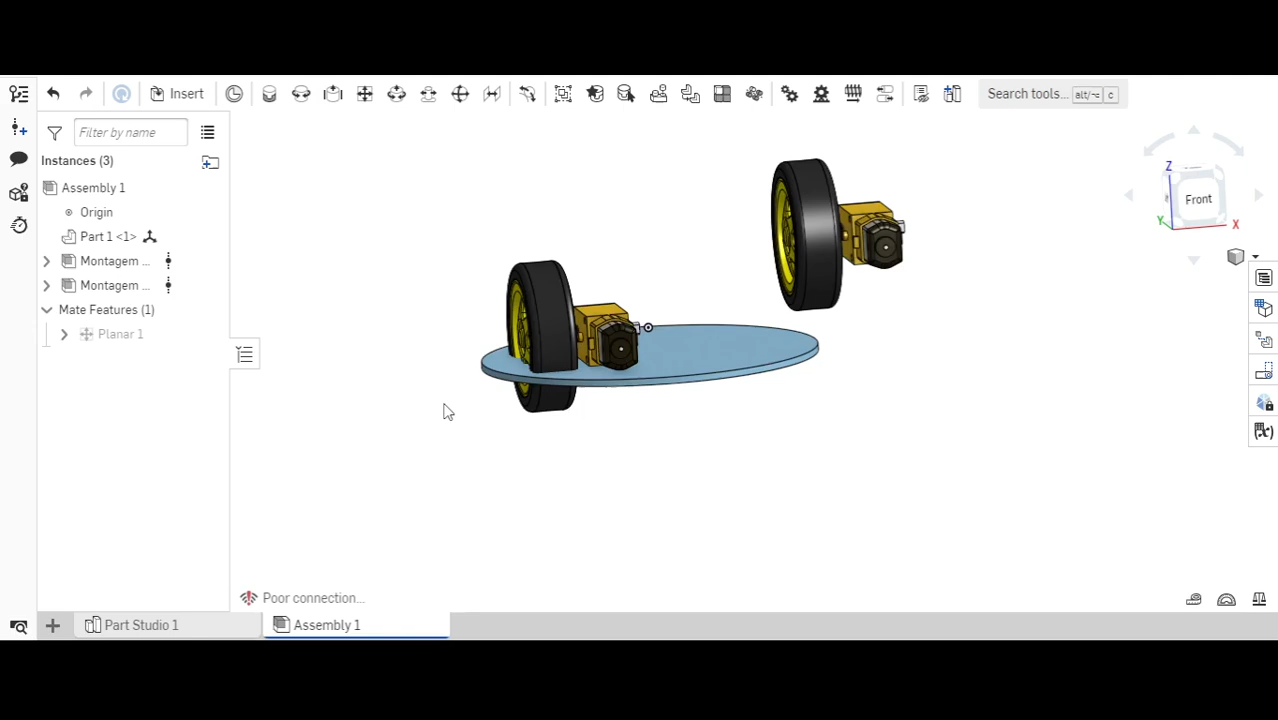 Insert
Search tools... alt/⌥ c
Filter by name
Instances (3)
Assembly 1
Origin
Part 1 <1>
Montagem ...
Montagem ...
Mate Features (1)
Planar 1
Z
Front
Y
X
Poor connection...
Part Studio 1
Assembly 1